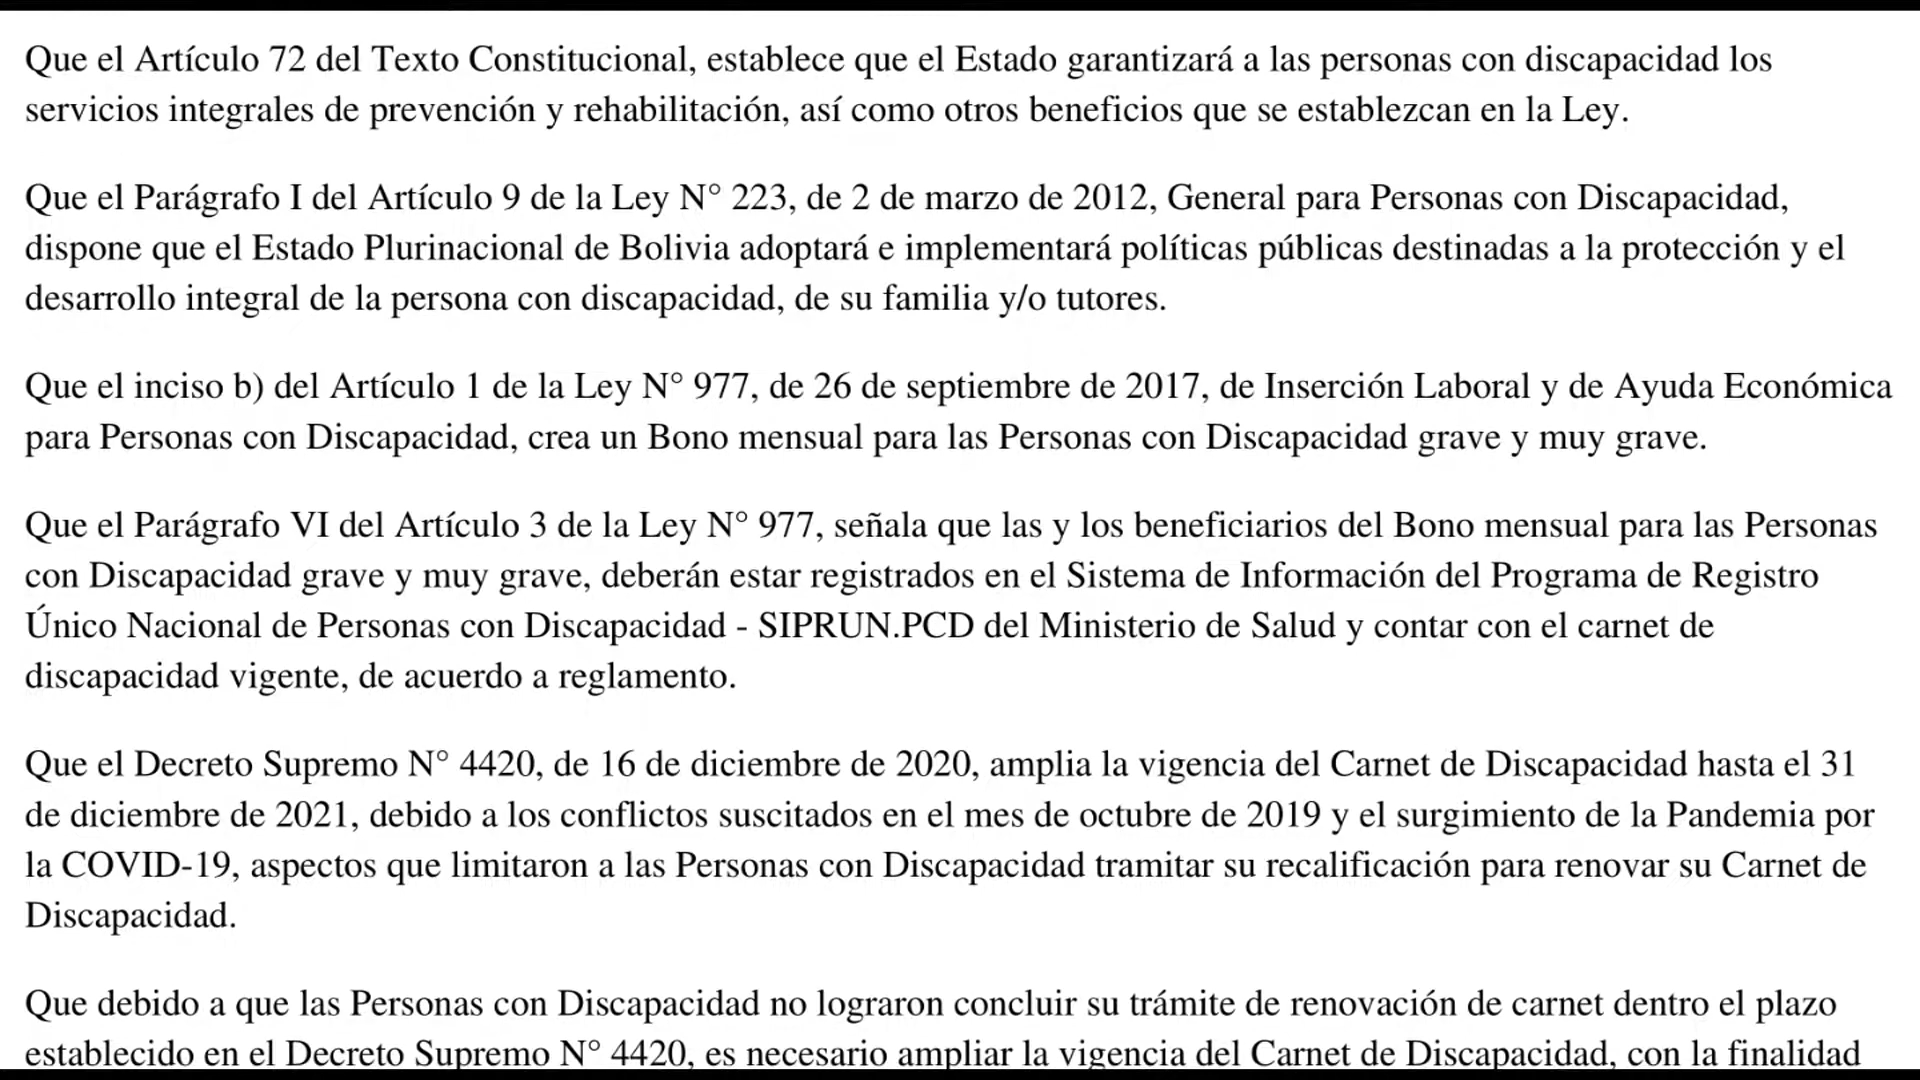 Que el Artículo 72 del Texto Constitucional, establece que el Estado garantizará a las personas con discapacidad los
servicios integrales de prevención y rehabilitación, así como otros beneficios que se establezcan en la Ley.
Que el Parágrafo I del Artículo 9 de la Ley N° 223, de 2 de marzo de 2012, General para Personas con Discapacidad,
dispone que el Estado Plurinacional de Bolivia adoptará e implementará políticas públicas destinadas a la protección y el
desarrollo integral de la persona con discapacidad, de su familia y/o tutores.
Que el inciso b) del Artículo 1 de la Ley N° 977, de 26 de septiembre de 2017, de Inserción Laboral y de Ayuda Económica
para Personas con Discapacidad, crea un Bono mensual para las Personas con Discapacidad grave y muy grave.
Que el Parágrafo VI del Artículo 3 de la Ley N° 977, señala que las y los beneficiarios del Bono mensual para las Personas
con Discapacidad grave y muy grave, deberán estar registrados en el Sistema de Información del Programa de Registro
Único Nacional de Personas con Discapacidad - SIPRUN.PCD del Ministerio de Salud y contar con el carnet de
discapacidad vigente, de acuerdo a reglamento.
Que el Decreto Supremo N° 4420, de 16 de diciembre de 2020, amplia la vigencia del Carnet de Discapacidad hasta el 31
de diciembre de 2021, debido a los conflictos suscitados en el mes de octubre de 2019 y el surgimiento de la Pandemia por
la COVID-19, aspectos que limitaron a las Personas con Discapacidad tramitar su recalificación para renovar su Carnet de
Discapacidad.
Que debido a que las Personas con Discapacidad no lograron concluir su trámite de renovación de carnet dentro el plazo
establecido en el Decreto Supremo N° 4420, es necesario ampliar la vigencia del Carnet de Discapacidad, con la finalidad